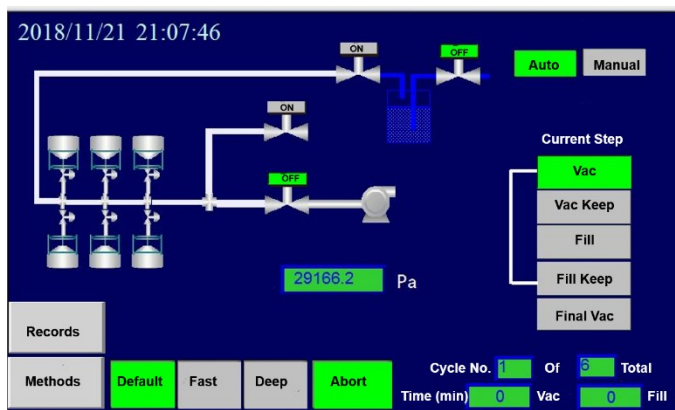 2018/11/21 21:07:46
ON
OFF
Auto Manual
ON
Current Step
Vac
OFF
Vac Keep
Fill
29166.2 Pa
Fill Keep
Final Vac
Records
Cycle No. 1 Of 6 Total
Methods Default Fast Deep Abort
Time (min) 0 Vac 0 Fill